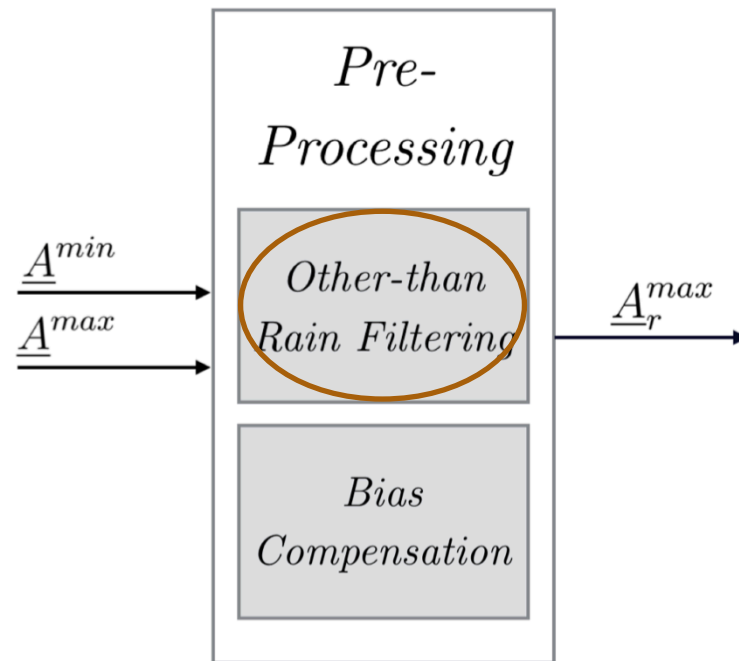 Pre-
Processing
A^{min}
A^{max}
Other-than
Rain Filtering
A_r^{max}
Bias
Compensation